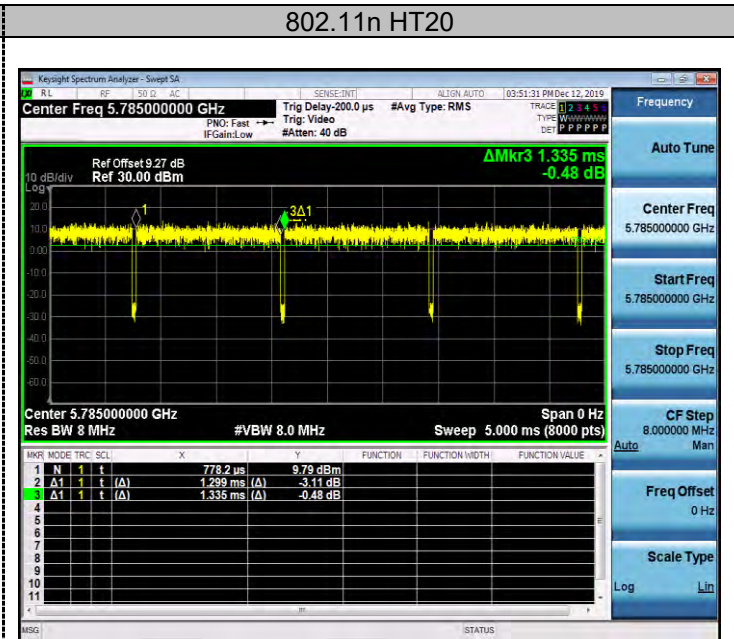 802.11n HT20
Keysight Spectrum Analyzer - Swept SA
RL RF 50 Ω AC SENSE:INT ALIGN AUTO 03:51:31 PM Dec 12, 2019
Center Freq 5.785000000 GHz
PNO: Fast
IFGain:Low
Trig Delay-200.0 µs
Trig: Video
#Atten: 40 dB
#Avg Type: RMS
TRACE 1 2 3 4 5 6
TYPE WWWWWW
DET P P P P P P
Ref Offset 9.27 dB
10 dB/div Ref 30.00 dBm
Log
ΔMkr3 1.335 ms
-0.48 dB
20.0
10.0
0.00
-10.0
-20.0
-30.0
-40.0
-50.0
-60.0
1
3Δ1
Center 5.785000000 GHz Span 0 Hz
Res BW 8 MHz #VBW 8.0 MHz Sweep 5.000 ms (8000 pts)
MKR MODE TRC SCL X Y FUNCTION FUNCTION WIDTH FUNCTION VALUE
1 N 1 t 778.2 µs 9.79 dBm
2 Δ1 1 t (Δ) 1.299 ms (Δ) -3.11 dB
3 Δ1 1 t (Δ) 1.335 ms (Δ) -0.48 dB
4
5
6
7
8
9
10
11
MSG STATUS
Frequency
Auto Tune
Center Freq
5.785000000 GHz
Start Freq
5.785000000 GHz
Stop Freq
5.785000000 GHz
CF Step
8.000000 MHz
Auto Man
Freq Offset
0 Hz
Scale Type
Log Lin